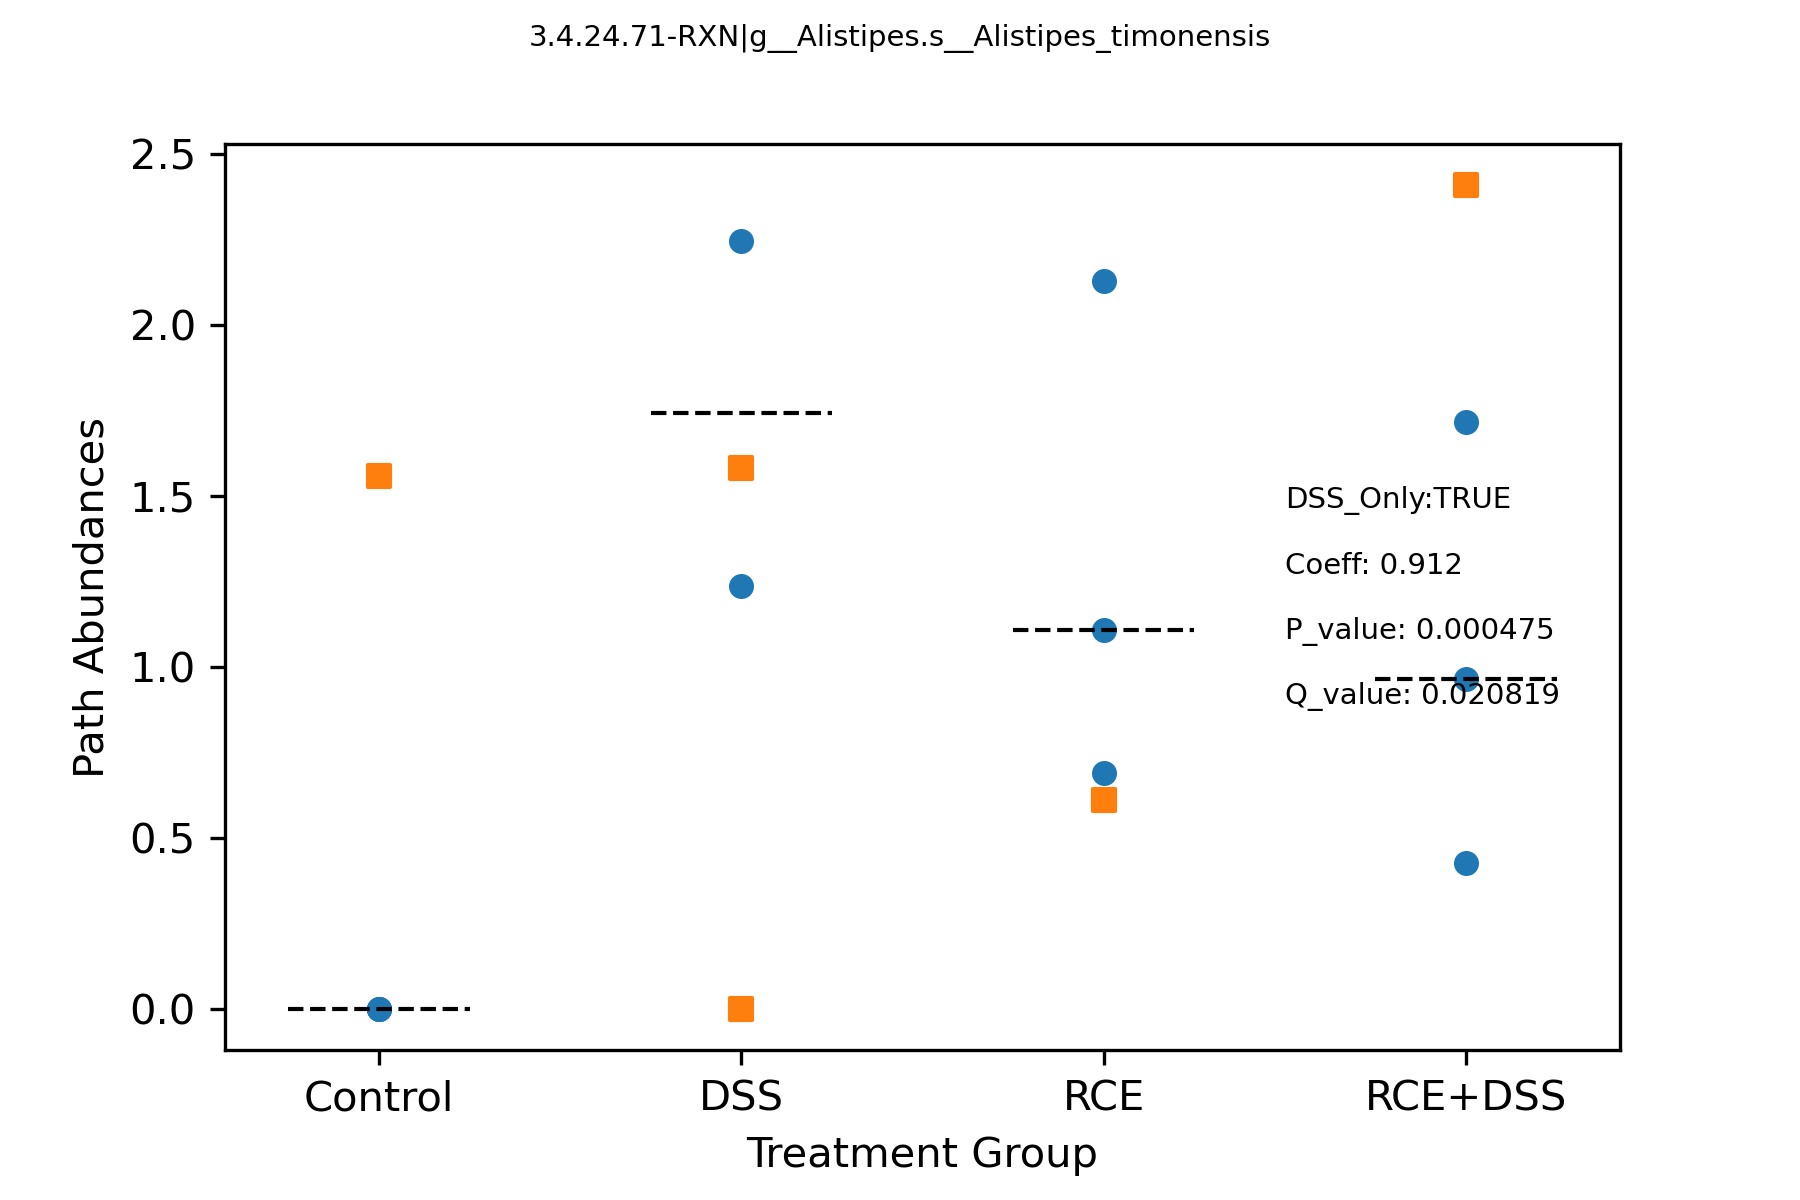 3.4.24.71-RXN|g__Alistipes.s__Alistipes_timonensis
2.5
2.0
1.5
1.0
0.5
0.0
Path Abundances
DSS_Only:TRUE
Coeff: 0.912
P_value: 0.000475
Q_value: 0.020819
Control
DSS
RCE
RCE+DSS
Treatment Group